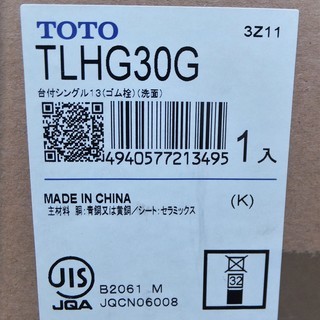 TOTO
3Z11
TLHG30G
台付シングル13(ゴム栓)(洗面)
4940577213495
1入
MADE IN CHINA
(K)
主材料 胴:青銅又は黄銅/シート:セラミックス
JIS
JQA
B2061 M
JQCN06008
32